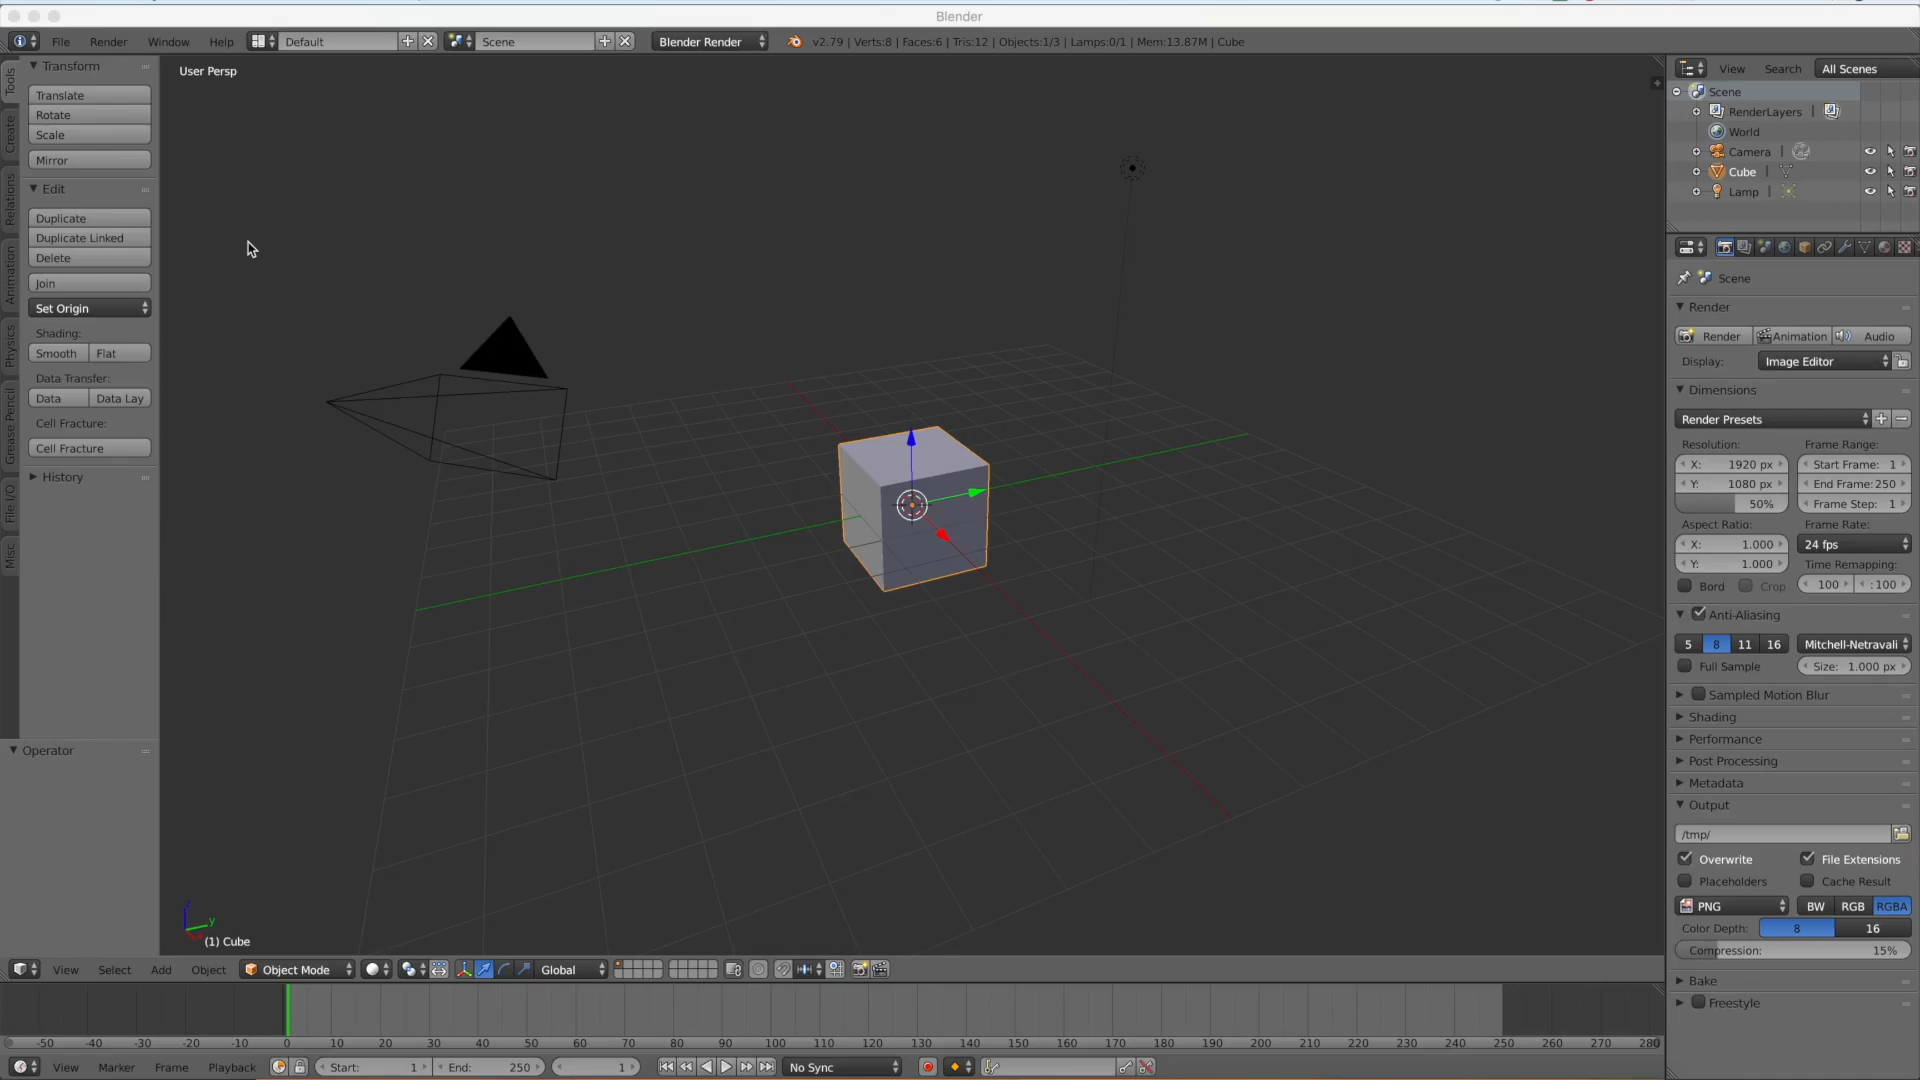 Blender
File Render Window Help Default Scene Blender Render v2.79 | Verts:8 | Faces:6 | Tris:12 | Objects:1/3 | Lamps:0/1 | Mem:13.87M | Cube
Tools
Create
Relations
Animation
Physics
Grease Pencil
File I/O
Misc
Transform
Translate
Rotate
Scale
Mirror
Edit
Duplicate
Duplicate Linked
Delete
Join
Set Origin
Shading:
Smooth Flat
Data Transfer:
Data Data Lay
Cell Fracture:
Cell Fracture
History
Operator
User Persp
z
y
(1) Cube
View Select Add Object Object Mode Global
-50 -40 -30 -20 -10 0 10 20 30 40 50 60 70 80 90 100 110 120 130 140 150 160 170 180 190 200 210 220 230 240 250 260 270 280
View Marker Frame Playback Start: 1 End: 250 1 No Sync
View Search All Scenes
Scene
RenderLayers |
World
Camera |
Cube |
Lamp |
Scene
Render
Render Animation Audio
Display: Image Editor
Dimensions
Render Presets
Resolution: Frame Range:
X: 1920 px Start Frame: 1
Y: 1080 px End Frame: 250
50% Frame Step: 1
Aspect Ratio: Frame Rate:
X: 1.000 24 fps
Y: 1.000 Time Remapping:
Bord Crop 100 : 100
Anti-Aliasing
5 8 11 16 Mitchell-Netravali
Full Sample Size: 1.000 px
Sampled Motion Blur
Shading
Performance
Post Processing
Metadata
Output
/tmp/
Overwrite File Extensions
Placeholders Cache Result
PNG BW RGB RGBA
Color Depth: 8 16
Compression: 15%
Bake
Freestyle